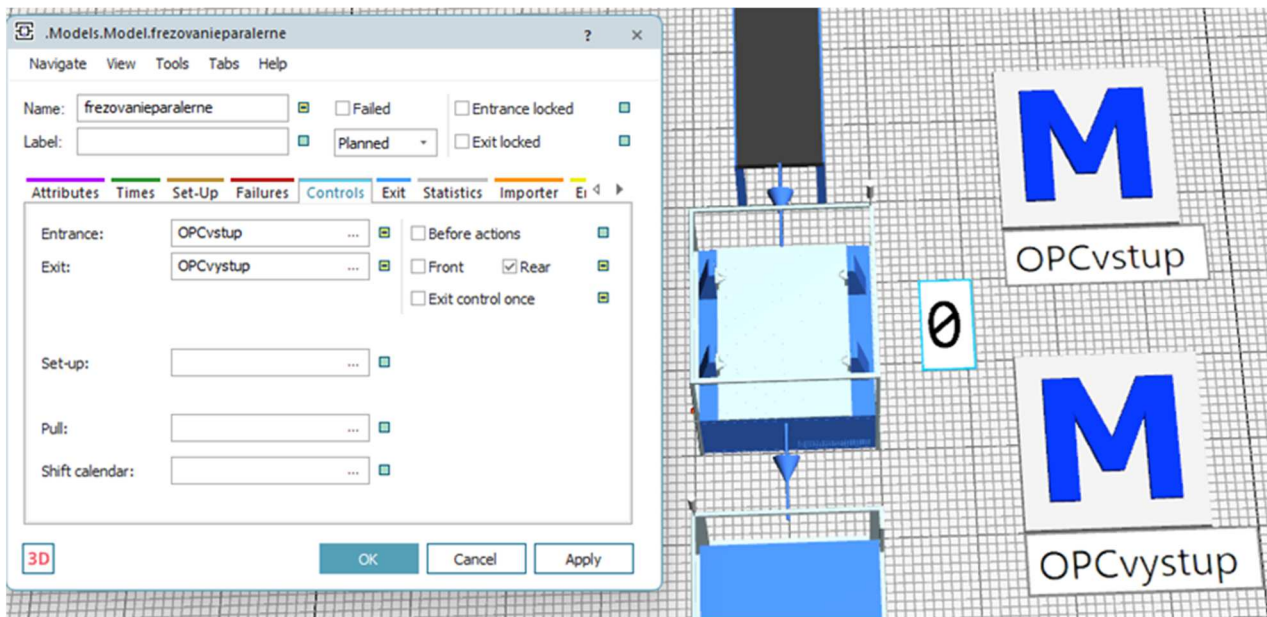 .Models.Model.frezovanieparalerne ? ×
Navigate View Tools Tabs Help
Name: frezovanieparalerne Failed Entrance locked
Label: Planned Exit locked
Attributes Times Set-Up Failures Controls Exit Statistics Importer
Entrance: OPCvstup ... Before actions
Exit: OPCvystup ... Front Rear
Exit control once
Set-up: ...
Pull: ...
Shift calendar: ...
3D OK Cancel Apply
M
OPCvstup
0
M
OPCvystup